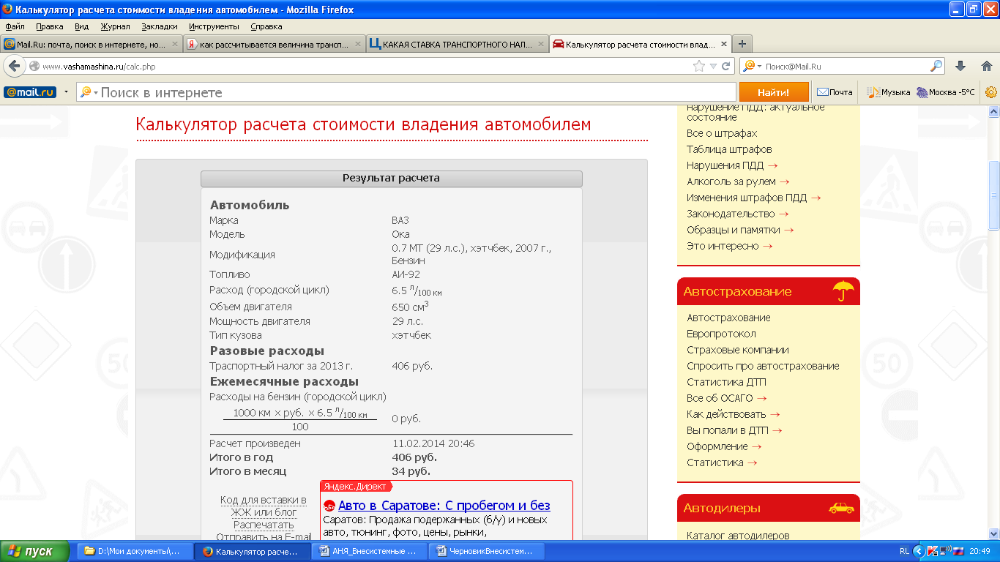 Калькулятор расчета стоимости владения автомобилем - Mozilla Firefox
Файл Правка Вид Журнал Закладки Инструменты Справка
Mail.Ru: почта, поиск в интернете, но...
как рассчитывается величина трансп...
КАКАЯ СТАВКА ТРАНСПОРТНОГО НАЛ...
Калькулятор расчета стоимости влад...
www.vashamashina.ru/calc.php
Поиск@Mail.Ru
@mail.ru
Поиск в интернете
Найти!
Почта
Музыка
Москва -5°C
Калькулятор расчета стоимости владения автомобилем
Результат расчета
Автомобиль
Марка ВАЗ
Модель Ока
Модификация 0.7 МТ (29 л.с.), хэтчбек, 2007 г.,
Бензин
Топливо АИ-92
Расход (городской цикл) 6.5 л/100 км
Объем двигателя 650 см3
Мощность двигателя 29 л.с.
Тип кузова хэтчбек
Разовые расходы
Траспортный налог за 2013 г. 406 руб.
Ежемесячные расходы
Расходы на бензин (городской цикл)
1000 км × руб. × 6.5 л/100 км
100
0 руб.
Расчет произведен 11.02.2014 20:46
Итого в год 406 руб.
Итого в месяц 34 руб.
Код для вставки в
ЖЖ или блог
Распечатать
Отправить на E-mail
Яндекс.Директ
Авто в Саратове: С пробегом и без
Саратов: Продажа подержанных (б/у) и новых
авто, тюнинг, фото, цены, рынки,
Нарушение ПДД: актуальное
состояние
Все о штрафах
Таблица штрафов
Нарушения ПДД →
Алкоголь за рулем →
Изменения штрафов ПДД →
Законодательство →
Образцы и памятки →
Это интересно →
Автострахование
Автострахование
Европротокол
Страховые компании
Спросить про автострахование
Статистика ДТП
Все об ОСАГО →
Как действовать →
Вы попали в ДТП →
Оформление →
Статистика →
Автодилеры
Каталог автодилеров
50
50
пуск
D:\Мои документы\...
Калькулятор расче...
АНЯ_Внесистемные ...
ЧерновикВнесистем...
RL
20:49